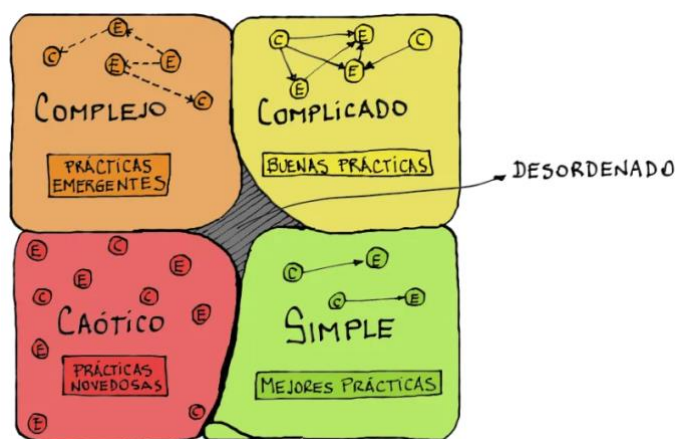 E
C
E
E
C
COMPLEJO
PRÁCTICAS
EMERGENTES
C
E
C
E
E
COMPLICADO
BUENAS PRÁCTICAS
DESORDENADO
E
C
E
E
C
C
E
E
CAÓTICO
PRÁCTICAS
NOVEDOSAS
E
C
C
E
C
E
SIMPLE
MEJORES PRÁCTICAS